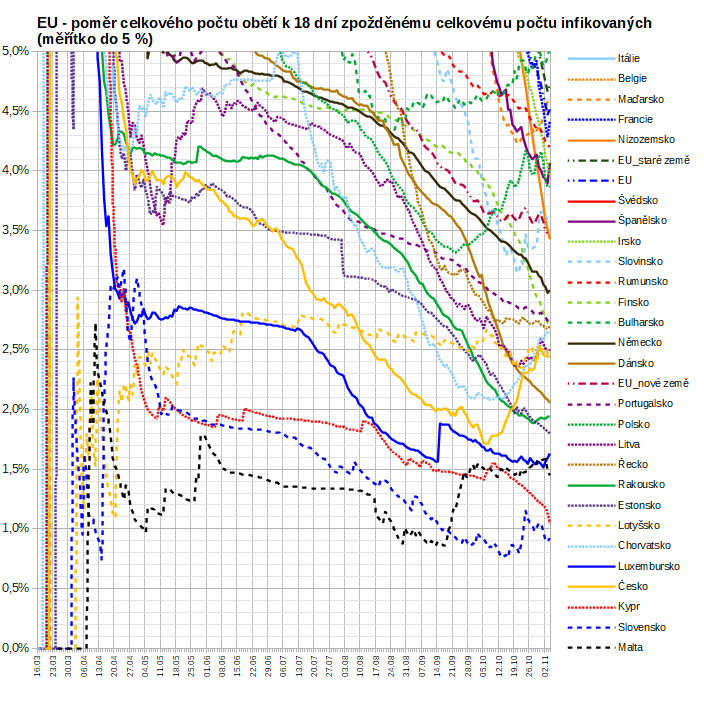 EU - poměr celkového počtu obětí k 18 dní zpožděnému celkovému počtu infikovaných
(měřítko do 5 %)
5,0%
4,5%
4,0%
3,5%
3,0%
2,5%
2,0%
1,5%
1,0%
0,5%
0,0%
16.03
23.03
30.03
06.04
13.04
20.04
27.04
04.05
11.05
18.05
25.05
01.06
08.06
15.06
22.06
29.06
06.07
13.07
20.07
27.07
03.08
10.08
17.08
24.08
31.08
07.09
14.09
21.09
28.09
05.10
12.10
19.10
26.10
02.11
Itálie
Belgie
Maďarsko
Francie
Nizozemsko
EU_staré země
EU
Švédsko
Španělsko
Irsko
Slovinsko
Rumunsko
Finsko
Bulharsko
Německo
Dánsko
EU_nové země
Portugalsko
Polsko
Litva
Řecko
Rakousko
Estonsko
Lotyšsko
Chorvatsko
Luxembursko
Česko
Kypr
Slovensko
Malta